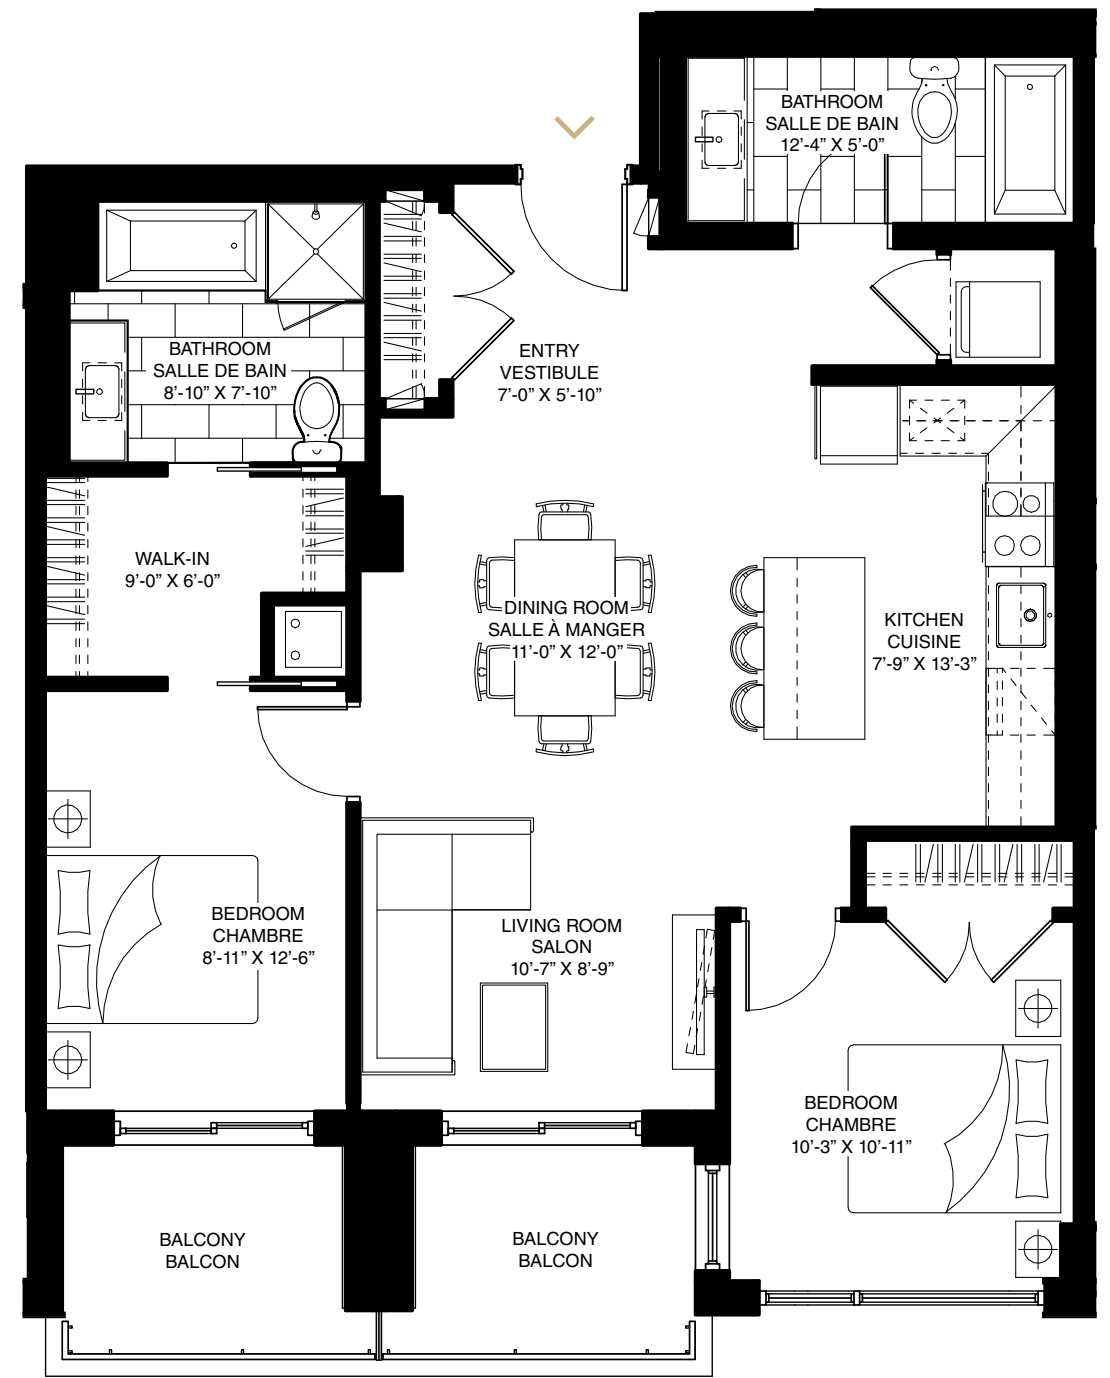 BATHROOM
SALLE DE BAIN
12’-4” X 5’-0”
BATHROOM
SALLE DE BAIN
8’-10” X 7’-10”
ENTRY
VESTIBULE
7’-0” X 5’-10”
WALK-IN
9’-0” X 6’-0”
DINING ROOM
SALLE À MANGER
11’-0” X 12’-0”
KITCHEN
CUISINE
7’-9” X 13’-3”
BEDROOM
CHAMBRE
8’-11” X 12’-6”
LIVING ROOM
SALON
10’-7” X 8’-9”
BEDROOM
CHAMBRE
10’-3” X 10’-11”
BALCONY
BALCON
BALCONY
BALCON